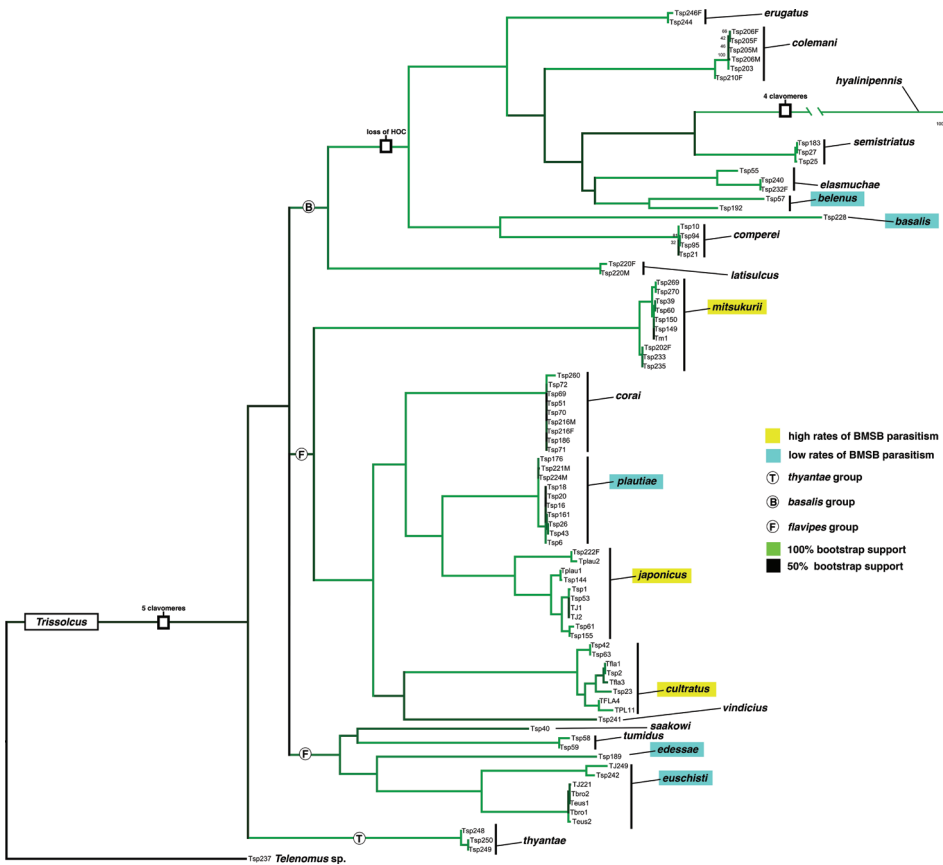 Tsp246F
Tsp244
erugatus
99
Tsp206F
42
Tsp205F
46
Tsp205M
100
Tsp206M
Tsp203
Tsp210F
colemani
hyalinipennis
4 clavomeres
100
loss of HOC
Tsp183
Tsp27
Tsp25
semistriatus
Tsp55
Tsp240
Tsp232F
elasmuchae
Tsp57
Tsp192
belenus
B
Tsp228
basalis
Tsp10
Tsp94
32
Tsp95
Tsp21
comperei
Tsp220F
Tsp220M
latisulcus
Tsp269
Tsp270
Tsp39
Tsp60
Tsp150
Tsp149
Tm1
Tsp202F
Tsp233
Tsp235
mitsukurii
Tsp260
Tsp72
Tsp69
Tsp51
Tsp70
Tsp216M
Tsp216F
Tsp186
Tsp71
corai
F
Tsp176
Tsp221M
Tsp224M
Tsp18
Tsp20
Tsp16
Tsp161
Tsp26
Tsp43
Tsp6
plautiae
high rates of BMSB parasitism
low rates of BMSB parasitism
T thyantae group
B basalis group
F flavipes group
100% bootstrap support
50% bootstrap support
Tsp222F
Tplau2
Tplau1
Tsp144
Tsp1
Tsp53
TJ1
TJ2
Tsp61
Tsp155
japonicus
Trissolcus
5 clavomeres
Tsp42
Tsp63
Tfla1
Tsp2
Tfla3
Tsp23
TFLA4
TPL11
cultratus
Tsp241
vindicius
Tsp40
saakowi
Tsp58
Tsp59
tumidus
F
Tsp189
edessae
TJ249
Tsp242
TJ221
Tbro2
Teus1
Tbro1
Teus2
euschisti
T
Tsp248
Tsp250
Tsp249
thyantae
Tsp237
Telenomus sp.